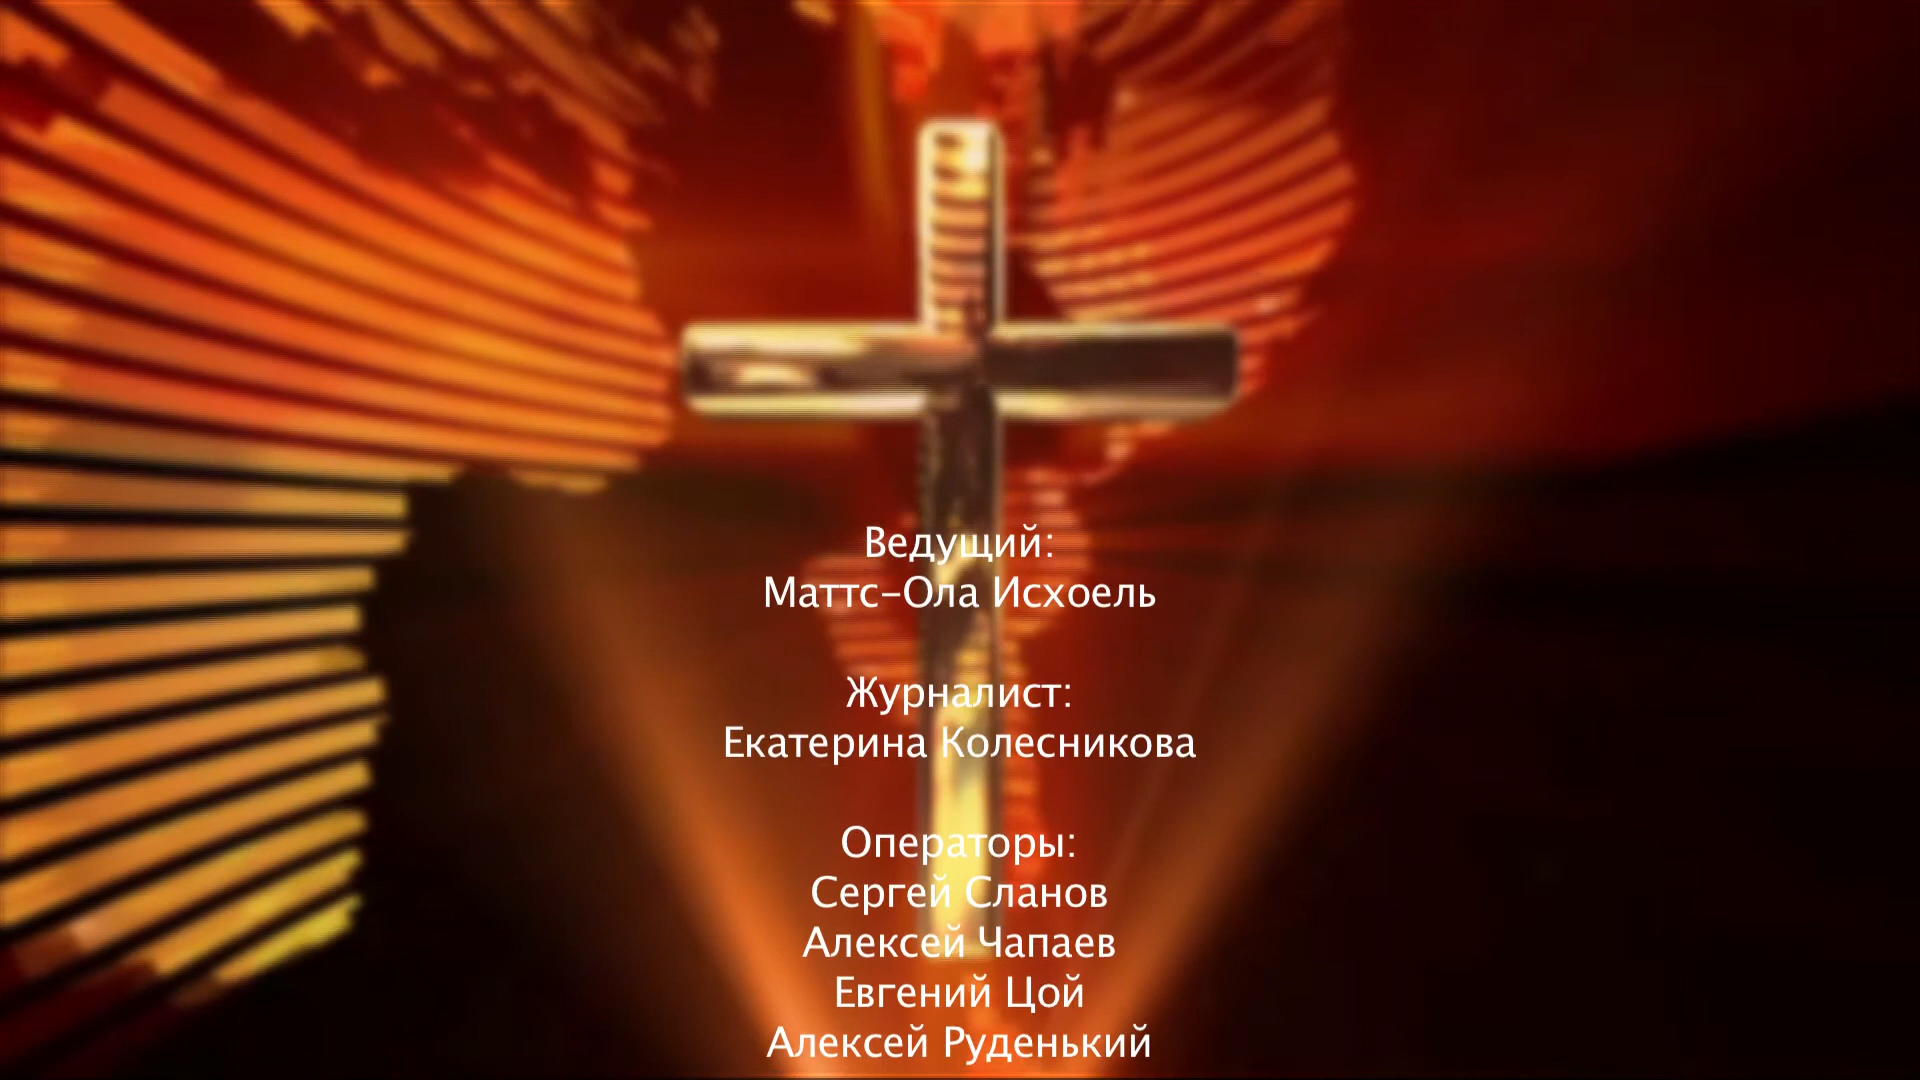 Ведущий:
Маттс-Ола Исхоель
Журналист:
Екатерина Колесникова
Операторы:
Сергей Сланов
Алексей Чапаев
Евгений Цой
Алексей Руденький